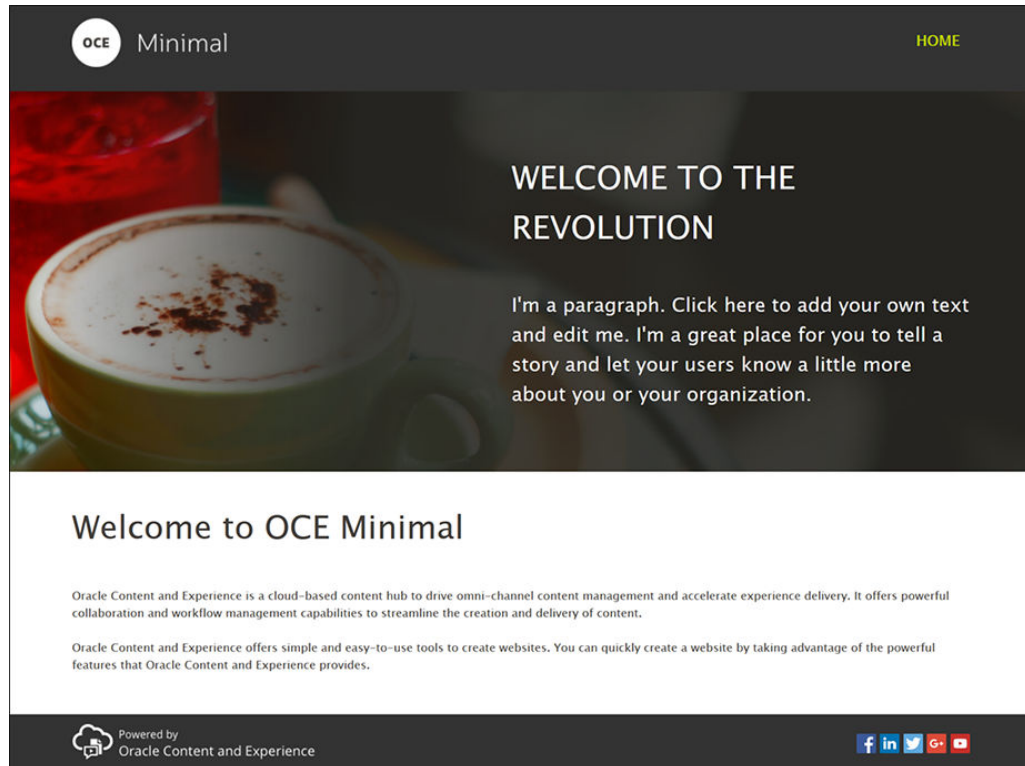 OCE Minimal
HOME
WELCOME TO THE
REVOLUTION
I'm a paragraph. Click here to add your own text
and edit me. I'm a great place for you to tell a
story and let your users know a little more
about you or your organization.
Welcome to OCE Minimal
Oracle Content and Experience is a cloud-based content hub to drive omni-channel content management and accelerate experience delivery. It offers powerful
collaboration and workflow management capabilities to streamline the creation and delivery of content.
Oracle Content and Experience offers simple and easy-to-use tools to create websites. You can quickly create a website by taking advantage of the powerful
features that Oracle Content and Experience provides.
Powered by
Oracle Content and Experience
f in G+